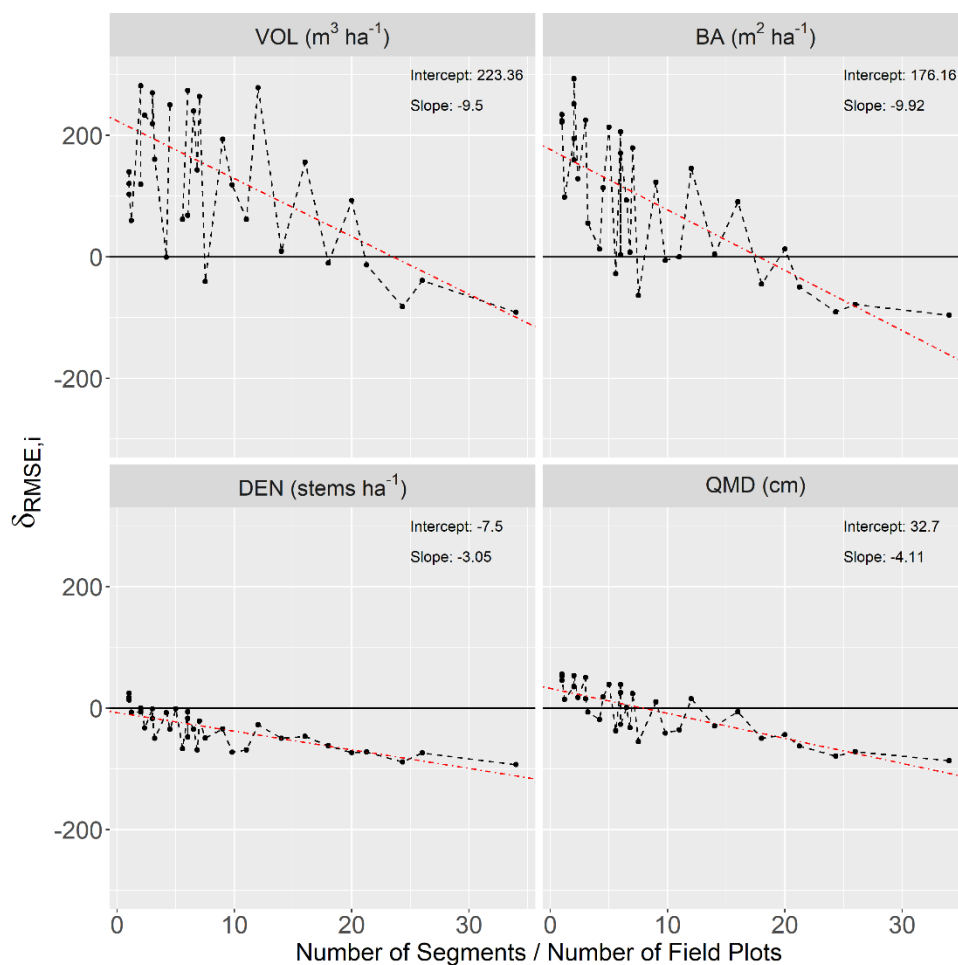 VOL (m³ ha⁻¹)
BA (m² ha⁻¹)
Intercept: 223.36
Slope: -9.5
Intercept: 176.16
Slope: -9.92
200
0
-200
DEN (stems ha⁻¹)
QMD (cm)
Intercept: -7.5
Slope: -3.05
Intercept: 32.7
Slope: -4.11
200
0
-200
δRMSE,i
0 10 20 30 0 10 20 30
Number of Segments / Number of Field Plots